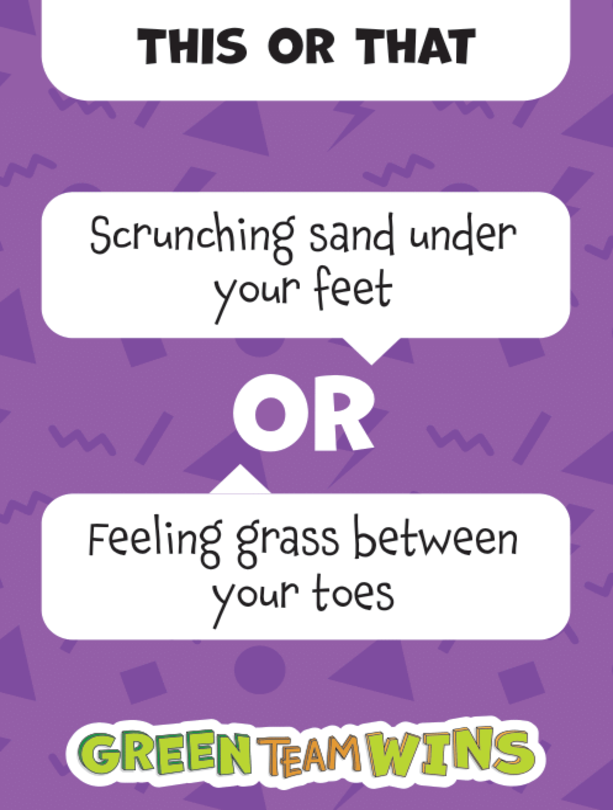 THIS OR THAT
Scrunching sand under
your feet
OR
Feeling grass between
your toes
GREEN TEAM WINS